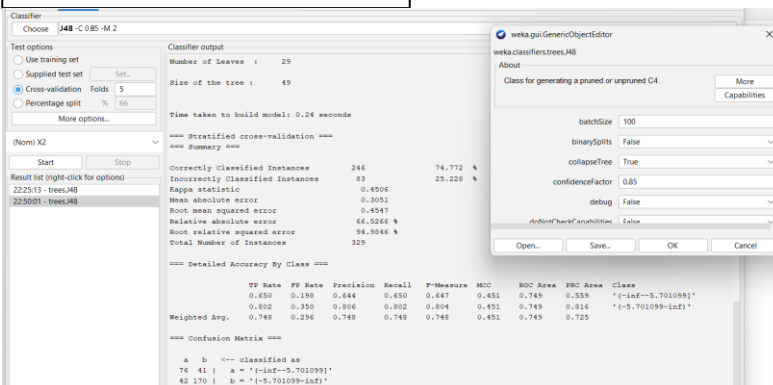 Classifier
Choose J48 -C 0.85 -M 2
Test options
Use training set
Supplied test set Set...
Cross-validation Folds 5
Percentage split % 66
More options...
(Nom) X2
Start Stop
Result list (right-click for options)
22:25:13 - trees.J48
22:50:01 - trees.J48
Classifier output
Number of Leaves : 29
Size of the tree : 49
Time taken to build model: 0.24 seconds
=== Stratified cross-validation ===
=== Summary ===
Correctly Classified Instances 246 74.772 %
Incorrectly Classified Instances 83 25.228 %
Kappa statistic 0.4506
Mean absolute error 0.3051
Root mean squared error 0.4547
Relative absolute error 66.5266 %
Root relative squared error 94.9846 %
Total Number of Instances 329
=== Detailed Accuracy By Class ===
TP Rate FP Rate Precision Recall F-Measure MCC ROC Area PRC Area Class
0.650 0.198 0.644 0.650 0.647 0.451 0.749 0.559 '(-inf--5.701099]'
0.802 0.350 0.806 0.802 0.804 0.451 0.749 0.816 '(-5.701099-inf)'
Weighted Avg. 0.748 0.296 0.748 0.748 0.748 0.451 0.749 0.725
=== Confusion Matrix ===
a b <-- classified as
76 41 | a = '(-inf--5.701099]'
42 170 | b = '(-5.701099-inf)'
weka.gui.GenericObjectEditor
weka.classifiers.trees.J48
About
Class for generating a pruned or unpruned C4.
More
Capabilities
batchSize 100
binarySplits False
collapseTree True
confidenceFactor 0.85
debug False
doNotCheckCapabilities False
Open... Save... OK Cancel